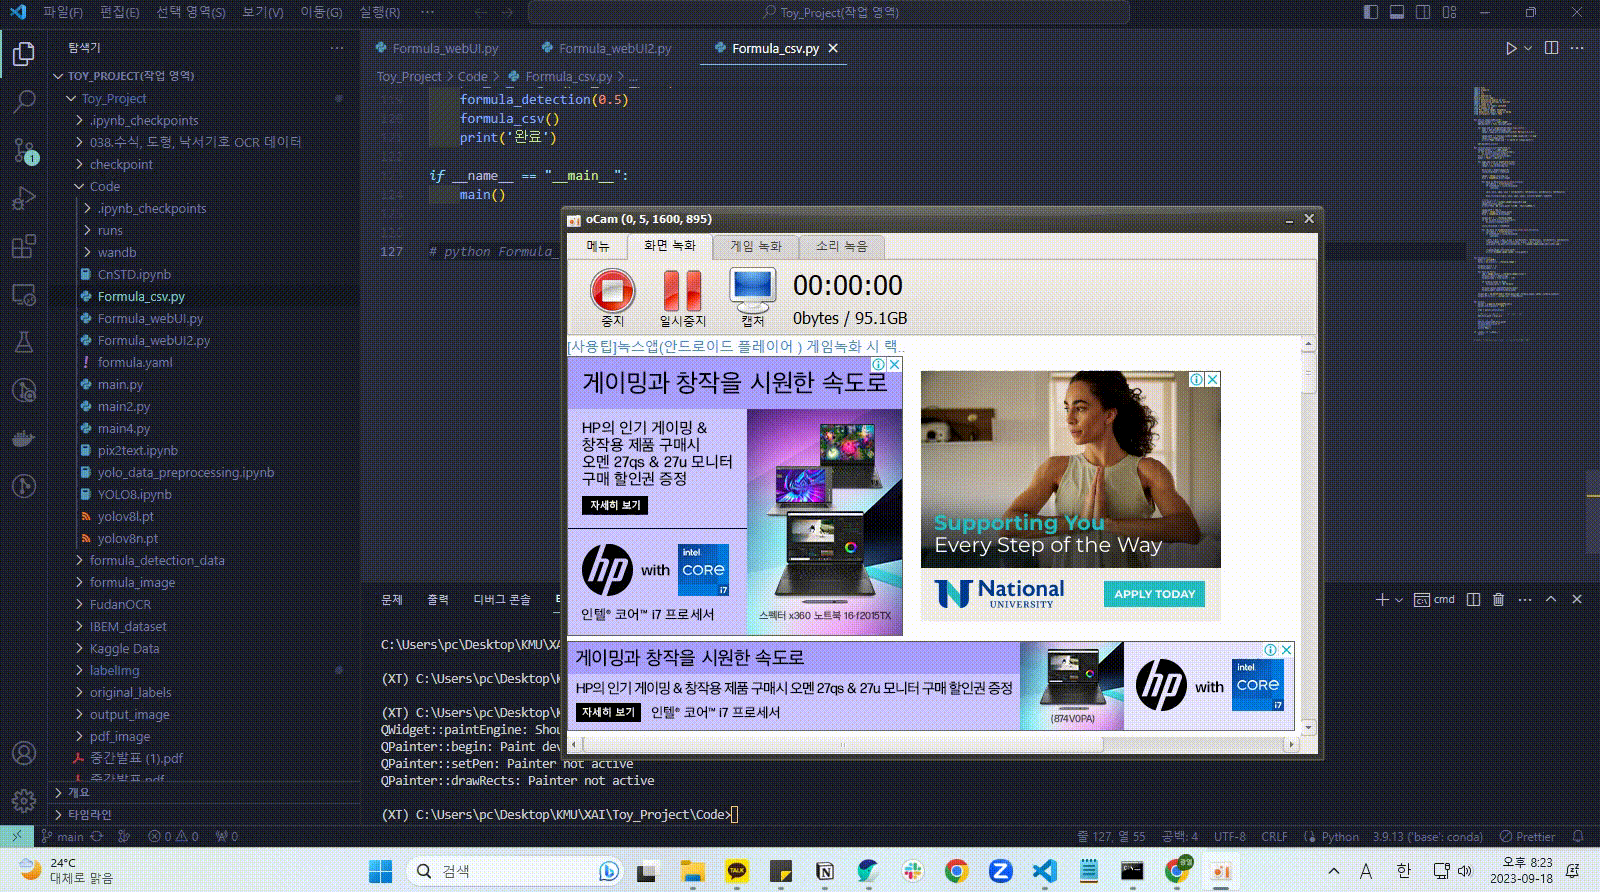 파일(F) 편집(E) 선택 영역(S) 보기(V) 이동(G) 실행(R) ···
Toy_Project(작업 영역)
탐색기
Formula_webUI.py
Formula_webUI2.py
Formula_csv.py
TOY_PROJECT(작업 영역)
Toy_Project
.ipynb_checkpoints
038.수식, 도형, 낙서기호 OCR 데이터
checkpoint
Code
.ipynb_checkpoints
runs
wandb
CnSTD.ipynb
Formula_csv.py
Formula_webUI.py
Formula_webUI2.py
formula.yaml
main.py
main2.py
main4.py
pix2text.ipynb
yolo_data_preprocessing.ipynb
YOLO8.ipynb
yolov8l.pt
yolov8n.pt
formula_detection_data
formula_image
FudanOCR
IBEM_dataset
Kaggle Data
labelImg
original_labels
output_image
pdf_image
중간발표 (1).pdf
중간발표.pdf
개요
타임라인
1
Toy_Project > Code > Formula_csv.py > ...
formula_detection(0.5)
formula_csv()
print('완료')
if __name__ == "__main__":
124 main()
127 # python Formula_
oCam (0, 5, 1600, 895)
메뉴 화면 녹화 게임 녹화 소리 녹음
중지
일시중지
캡처
00:00:00
0bytes / 95.1GB
[사용팁]녹스앱(안드로이드 플레이어 ) 게임녹화 시 랙..
게이밍과 창작을 시원한 속도로
HP의 인기 게이밍 &
창작용 제품 구매시
오멘 27qs & 27u 모니터
구매 할인권 증정
자세히 보기
hp with intel CORE i7
인텔® 코어™ i7 프로세서
스펙터 x360 노트북 16-f2015TX
Supporting You
Every Step of the Way
National
UNIVERSITY
APPLY TODAY
게이밍과 창작을 시원한 속도로
HP의 인기 게이밍 & 창작용 제품 구매시 오멘 27qs & 27u 모니터 구매 할인권 증정
자세히 보기 인텔® 코어™ i7 프로세서
(874V0PA)
hp with intel CORE i7
문제 출력 디버그 콘솔
cmd
C:\Users\pc\Desktop\KMU\XA
(XT) C:\Users\pc\Desktop\K
(XT) C:\Users\pc\Desktop\K
QWidget::paintEngine: Shou
QPainter::begin: Paint dev
QPainter::setPen: Painter not active
QPainter::drawRects: Painter not active
(XT) C:\Users\pc\Desktop\KMU\XAI\Toy_Project\Code>
main 0 0 0
줄 127, 열 55 공백: 4 UTF-8 CRLF Python 3.9.13 ('base': conda) Prettier
24°C
대체로 맑음
검색
TALK
A 한
오후 8:23
2023-09-18